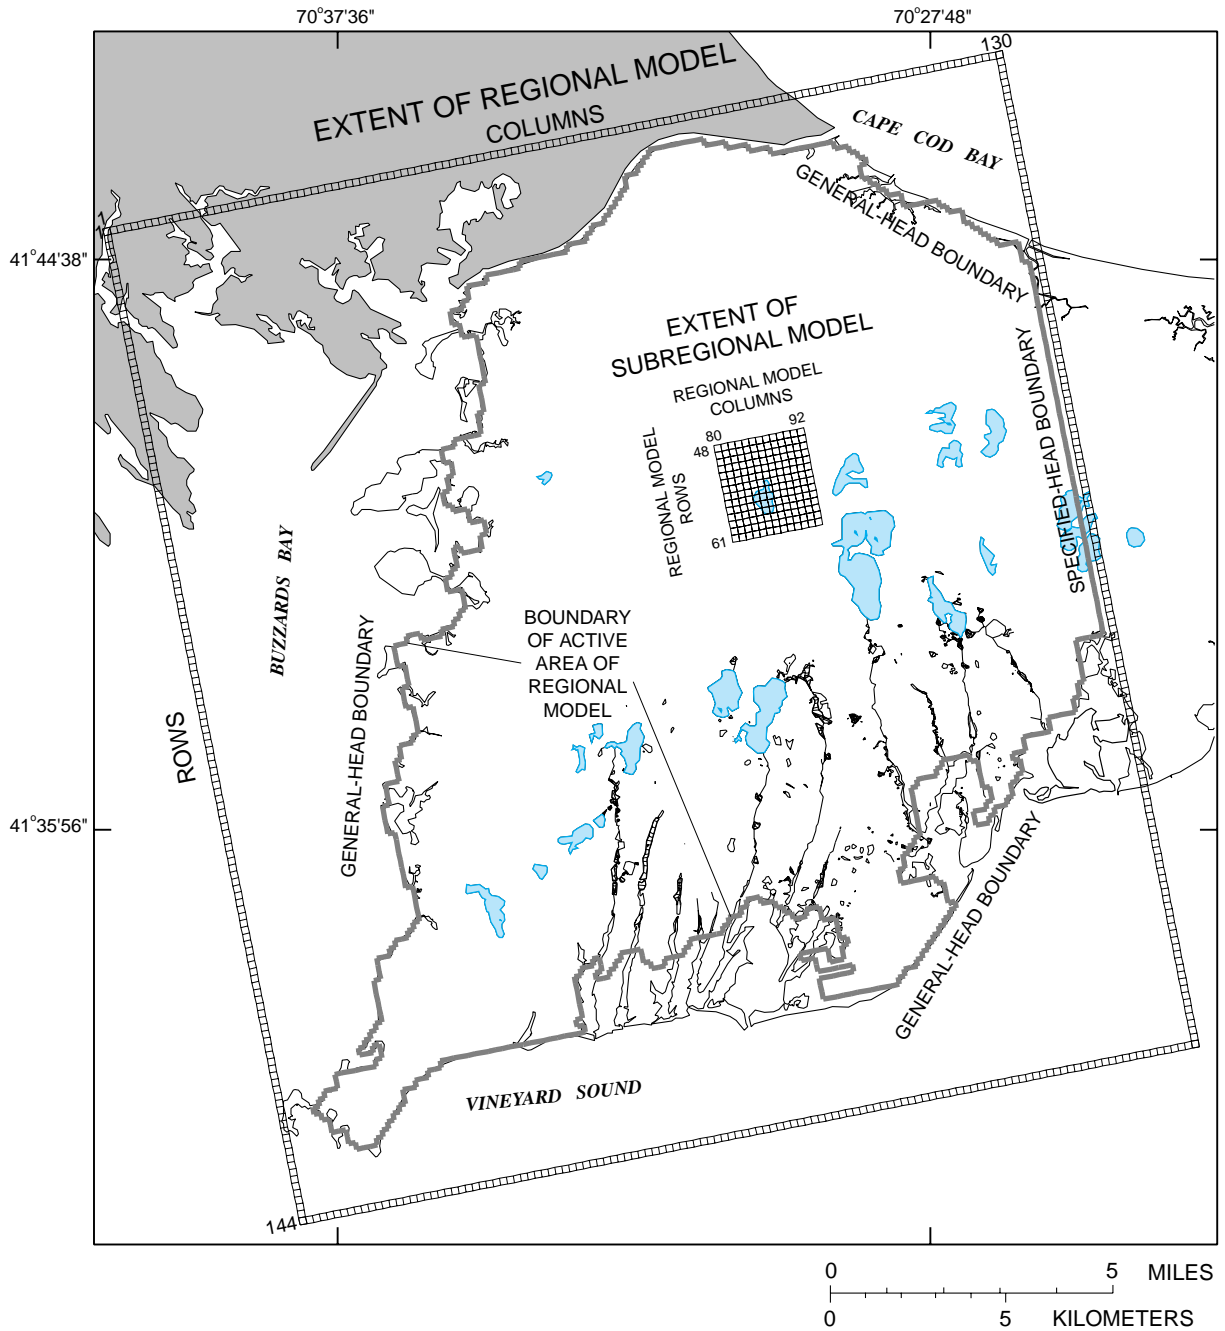 70°37'36"
70°27'48"
130
EXTENT OF REGIONAL MODEL
COLUMNS
CAPE COD BAY
GENERAL-HEAD BOUNDARY
1
41°44'38"
EXTENT OF
SUBREGIONAL MODEL
REGIONAL MODEL
COLUMNS
80
92
48
REGIONAL MODEL
ROWS
61
SPECIFIED-HEAD BOUNDARY
BUZZARDS BAY
BOUNDARY
OF ACTIVE
AREA OF
REGIONAL
MODEL
GENERAL-HEAD BOUNDARY
ROWS
41°35'56"
GENERAL-HEAD BOUNDARY
VINEYARD SOUND
144
0 5 MILES
0 5 KILOMETERS